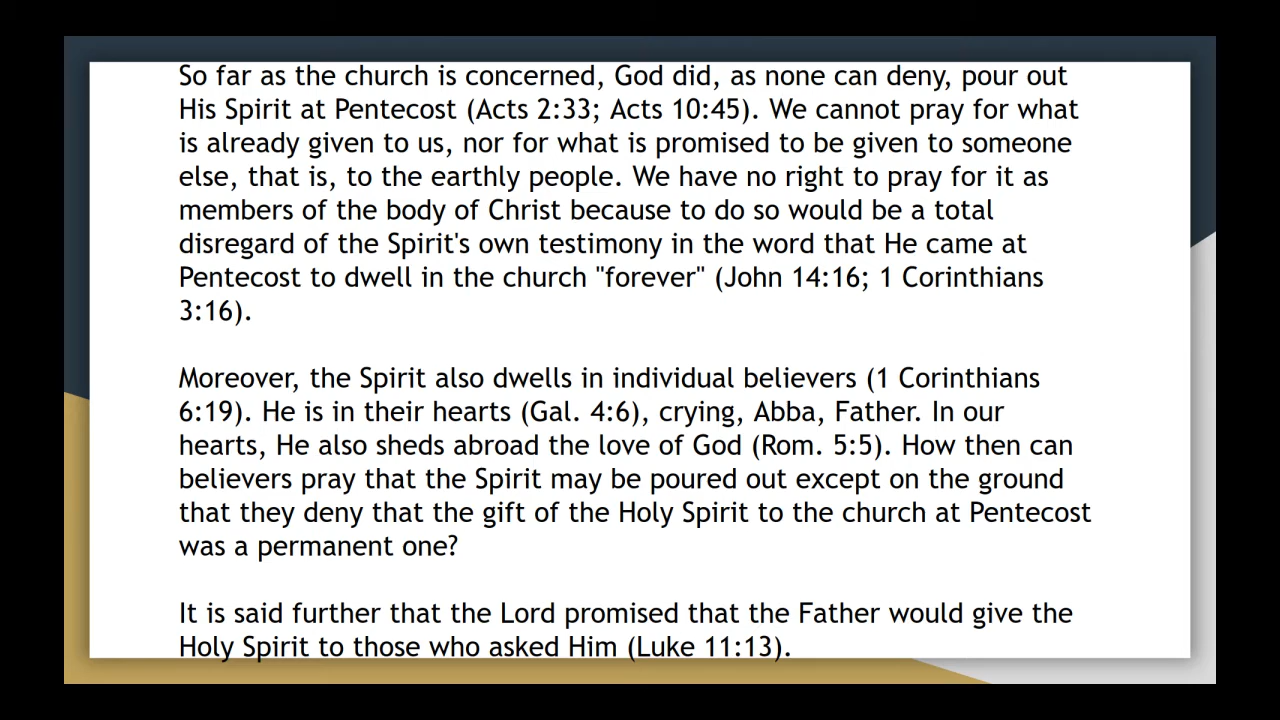 So far as the church is concerned, God did, as none can deny, pour out
His Spirit at Pentecost (Acts 2:33; Acts 10:45). We cannot pray for what
is already given to us, nor for what is promised to be given to someone
else, that is, to the earthly people. We have no right to pray for it as
members of the body of Christ because to do so would be a total
disregard of the Spirit's own testimony in the word that He came at
Pentecost to dwell in the church "forever" (John 14:16; 1 Corinthians
3:16).
Moreover, the Spirit also dwells in individual believers (1 Corinthians
6:19). He is in their hearts (Gal. 4:6), crying, Abba, Father. In our
hearts, He also sheds abroad the love of God (Rom. 5:5). How then can
believers pray that the Spirit may be poured out except on the ground
that they deny that the gift of the Holy Spirit to the church at Pentecost
was a permanent one?
It is said further that the Lord promised that the Father would give the
Holy Spirit to those who asked Him (Luke 11:13).